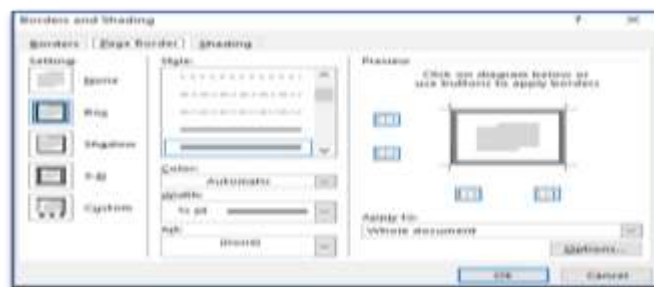 Borders and Shading ?
Borders Page Border Shading
Setting:
None
Box
Shadow
3-D
Custom
Style:
Color:
Automatic
Width:
½ pt
Art:
(none)
Preview
Click on diagram below or
use buttons to apply borders
Apply to:
Whole document
Options...
OK Cancel